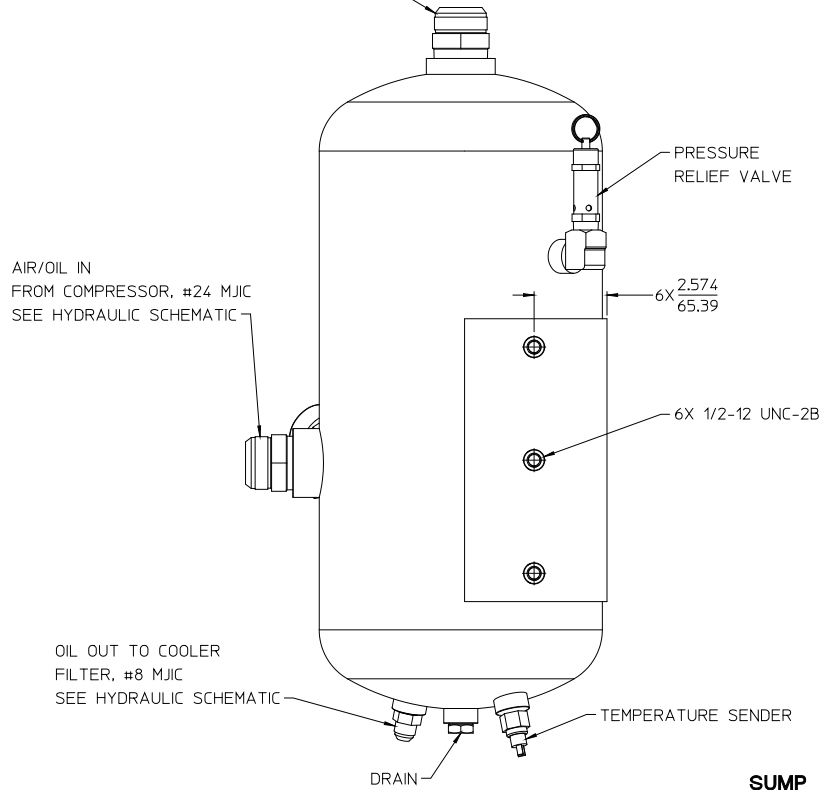 PRESSURE
RELIEF VALVE
AIR/OIL IN
FROM COMPRESSOR, #24 MJIC
SEE HYDRAULIC SCHEMATIC
6X 2.574
65.39
6X 1/2-12 UNC-2B
OIL OUT TO COOLER
FILTER, #8 MJIC
SEE HYDRAULIC SCHEMATIC
TEMPERATURE SENDER
DRAIN
SUMP